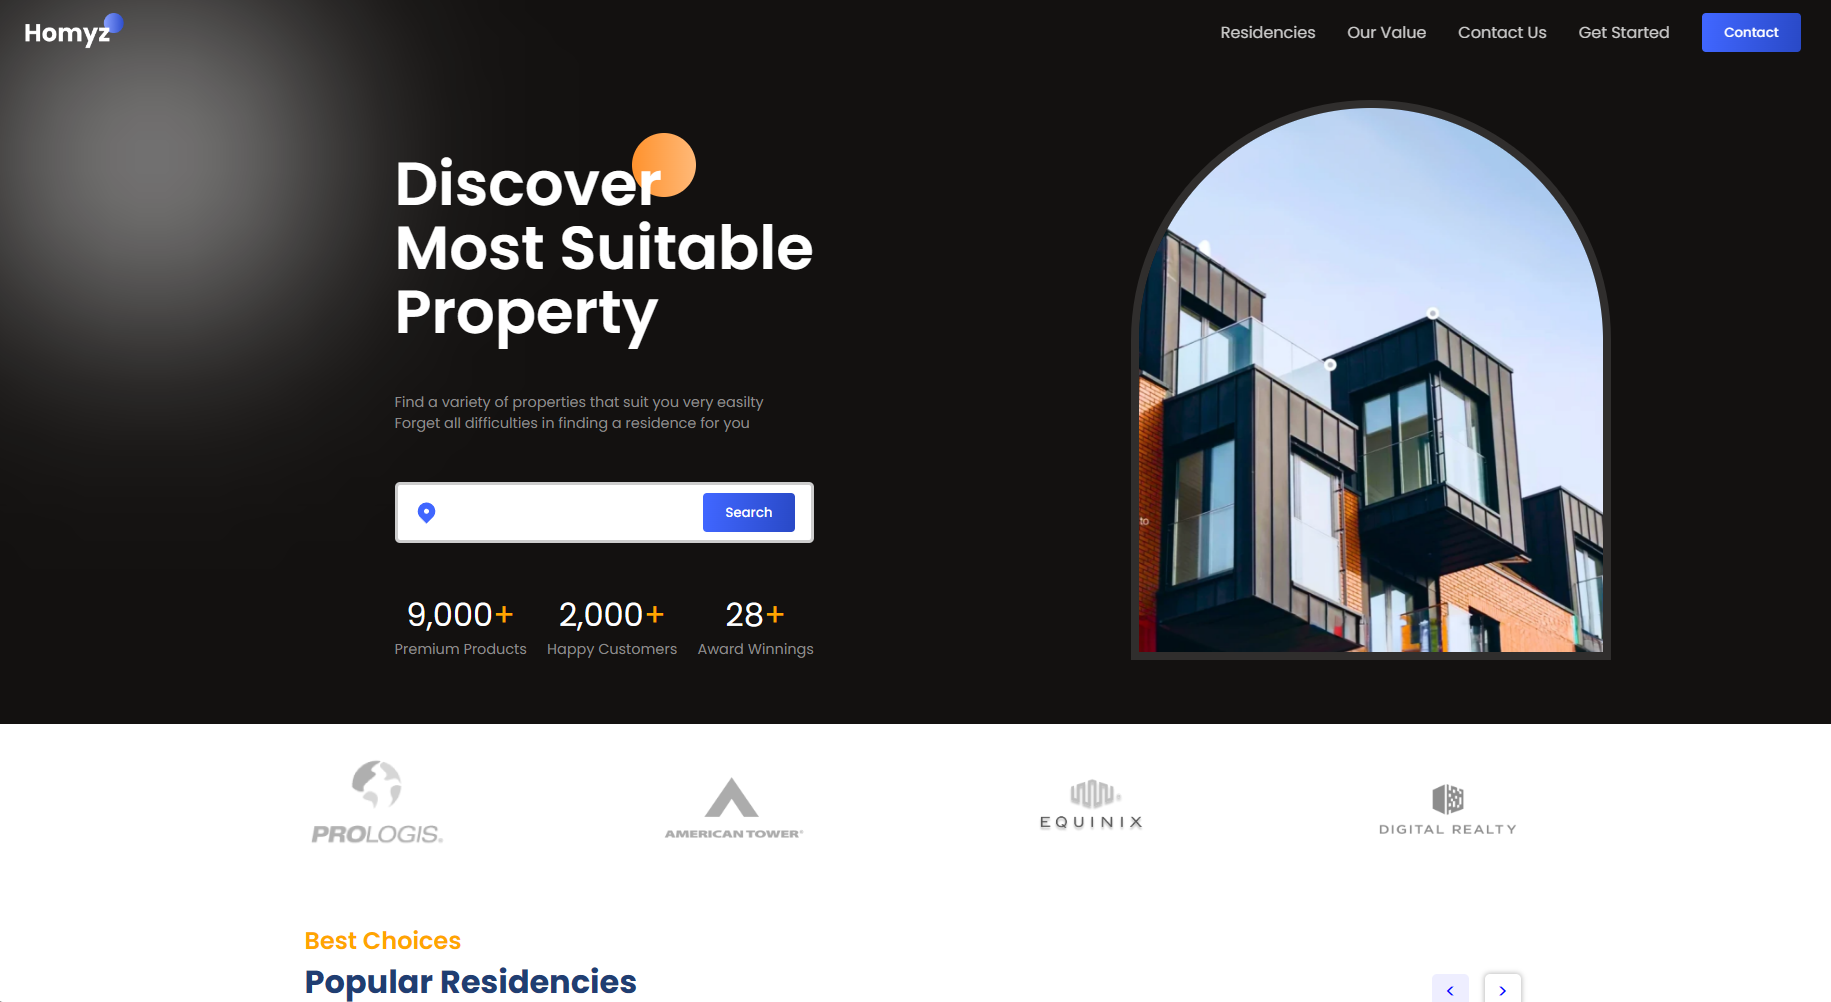 Homyz
Residencies
Our Value
Contact Us
Get Started
Contact
Discover
Most Suitable
Property
Find a variety of properties that suit you very easilty
Forget all difficulties in finding a residence for you
Search
9,000+
2,000+
28+
Premium Products
Happy Customers
Award Winnings
to
PROLOGIS®
AMERICAN TOWER®
EQUINIX
DIGITAL REALTY
Best Choices
Popular Residencies
<
>